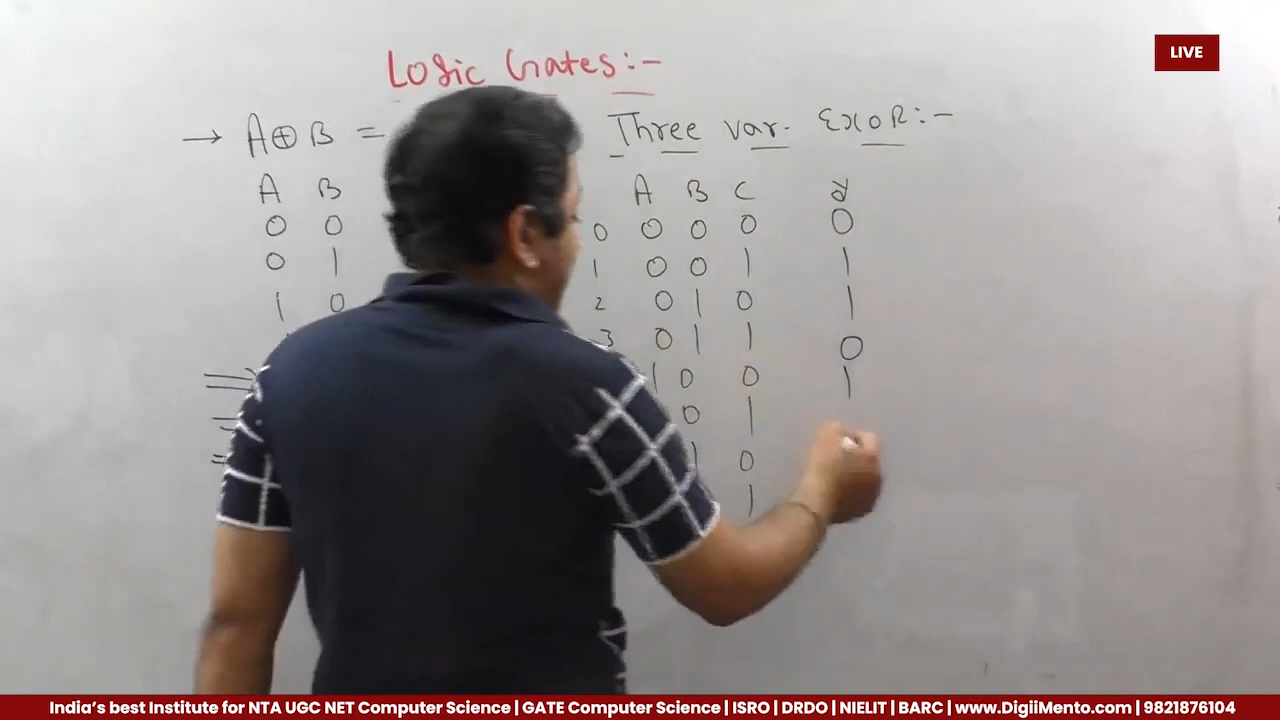 LIVE
Logic Gates:-
→ A⊕B = Three var. EXOR:-
A B A B C Y
0 0 0 0 0 0 0
0 1 1 0 0 1 1
1 0 2 0 1 0 1
3 0 1 1 0
1 0 0 1
0 1
1 0
1
India's best Institute for NTA UGC NET Computer Science | GATE Computer Science | ISRO | DRDO | NIELIT | BARC | www.DigiiMento.com | 9821876104